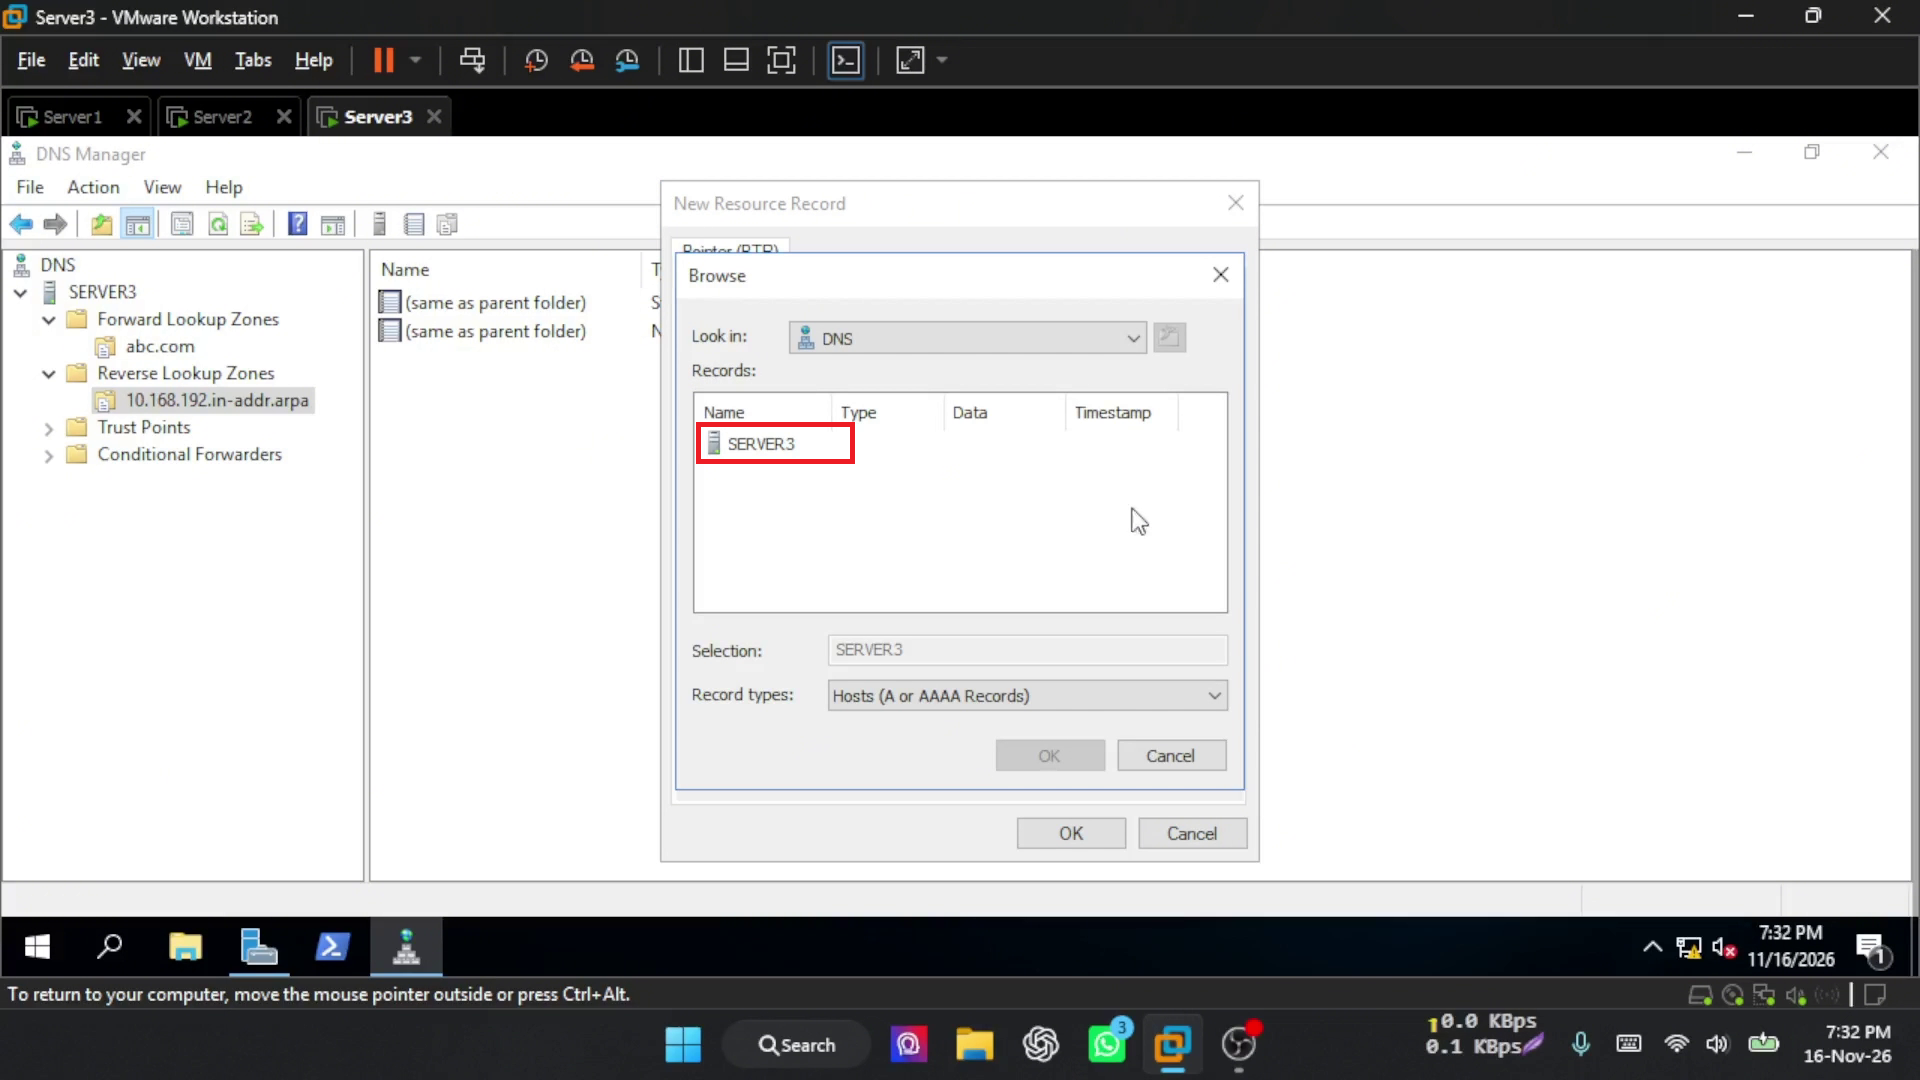 Server3 - VMware Workstation
File Edit View VM Tabs Help
Server1 Server2 Server3
DNS Manager
File Action View Help
New Resource Record
Pointer (PTR)
DNS
SERVER3
Forward Lookup Zones
abc.com
Reverse Lookup Zones
10.168.192.in-addr.arpa
Trust Points
Conditional Forwarders
Name
(same as parent folder) S
(same as parent folder) N
Browse
Look in: DNS
Records:
Name Type Data Timestamp
SERVER3
Selection: SERVER3
Record types: Hosts (A or AAAA Records)
OK Cancel
OK Cancel
7:32 PM
11/16/2026
1
To return to your computer, move the mouse pointer outside or press Ctrl+Alt.
Search
3
0.0 KBps
0.1 KBps
7:32 PM
16-Nov-26